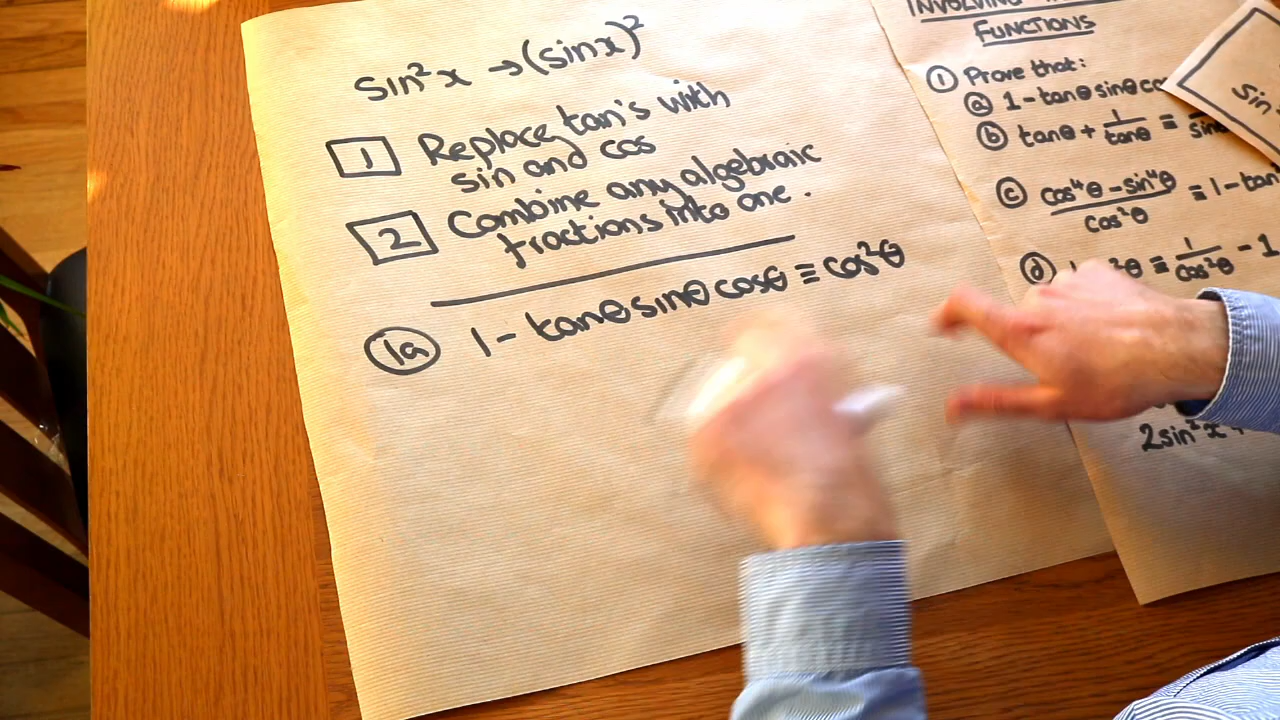 sin²x → (sinx)²
1 Replace tan's with
sin and cos
2 Combine any algebraic
fractions into one.
1a 1 - tanθ sinθ cosθ ≡ cos²θ
FUNCTIONS
1 Prove that:
a 1 - tanθ sinθ
b tanθ + 1/tanθ ≡
c cos⁴θ - sin⁴θ / cos²θ ≡ 1 - tan
d ²θ ≡ 1/cos²θ - 1
2sin²x
sin